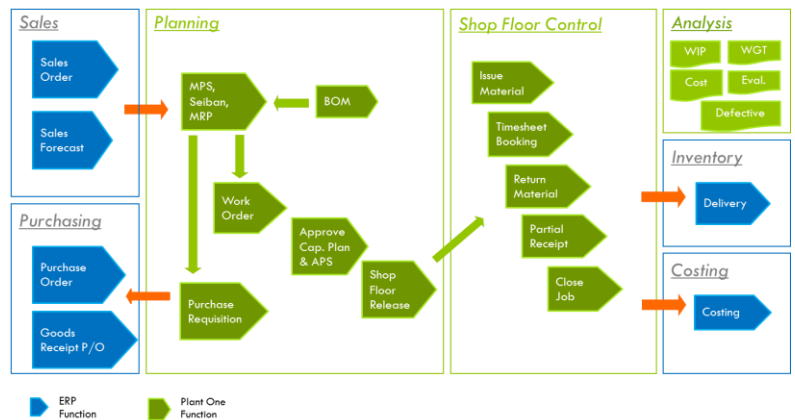 Sales
Sales
Order
Sales
Forecast
Purchasing
Purchase
Order
Goods
Receipt P/O
Planning
MPS,
Seiban,
MRP
BOM
Work
Order
Approve
Cap. Plan
& APS
Shop
Floor
Release
Purchase
Requisition
Shop Floor Control
Issue
Material
Timesheet
Booking
Return
Material
Partial
Receipt
Close
Job
Analysis
WIP
WGT
Cost
Eval.
Defective
Inventory
Delivery
Costing
Costing
ERP
Function
Plant One
Function